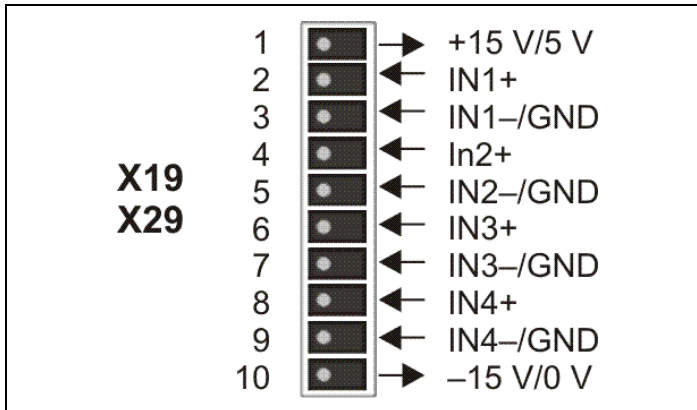 1 +15 V/5 V
2 IN1+
3 IN1–/GND
4 In2+
X19
5 IN2–/GND
X29
6 IN3+
7 IN3–/GND
8 IN4+
9 IN4–/GND
10 –15 V/0 V